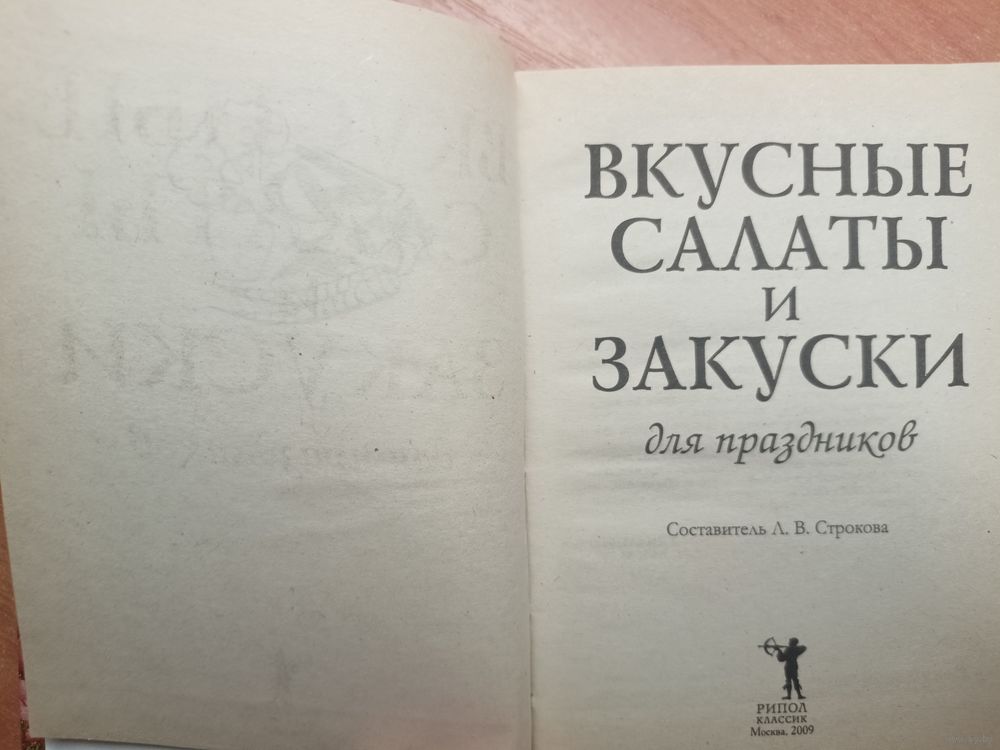 ВКУСНЫЕ
САЛАТЫ
И
ЗАКУСКИ
для праздников
Составитель Л. В. Строкова
РИПОЛ
КЛАССИК
Москва, 2009